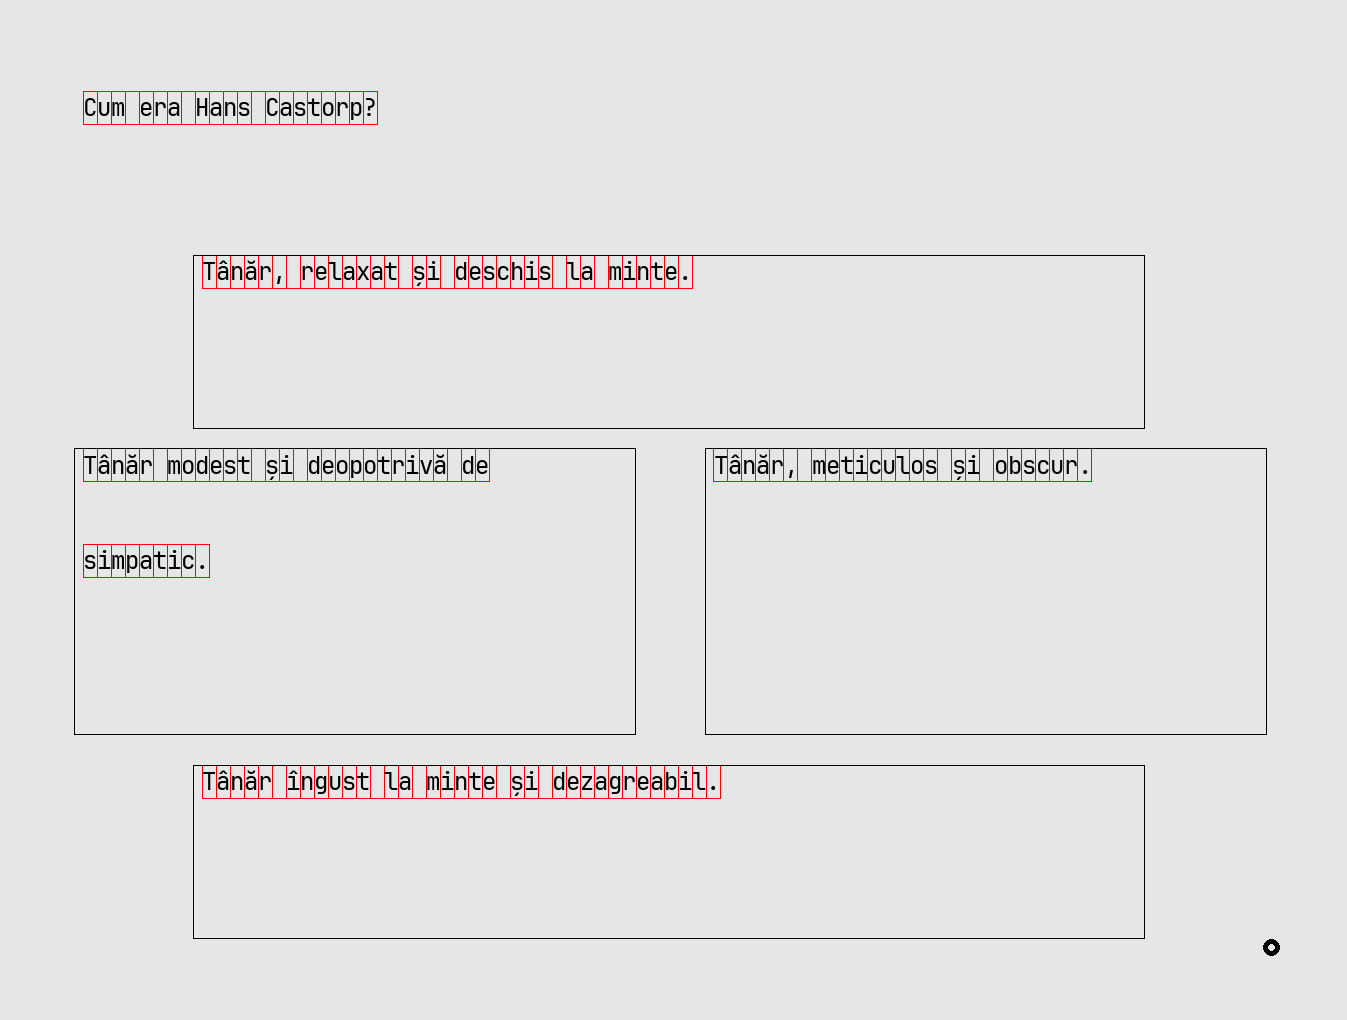 Cum era Hans Castorp?
Tânăr, relaxat și deschis la minte.
Tânăr modest și deopotrivă de
simpatic.
Tânăr, meticulos și obscur.
Tânăr îngust la minte și dezagreabil.